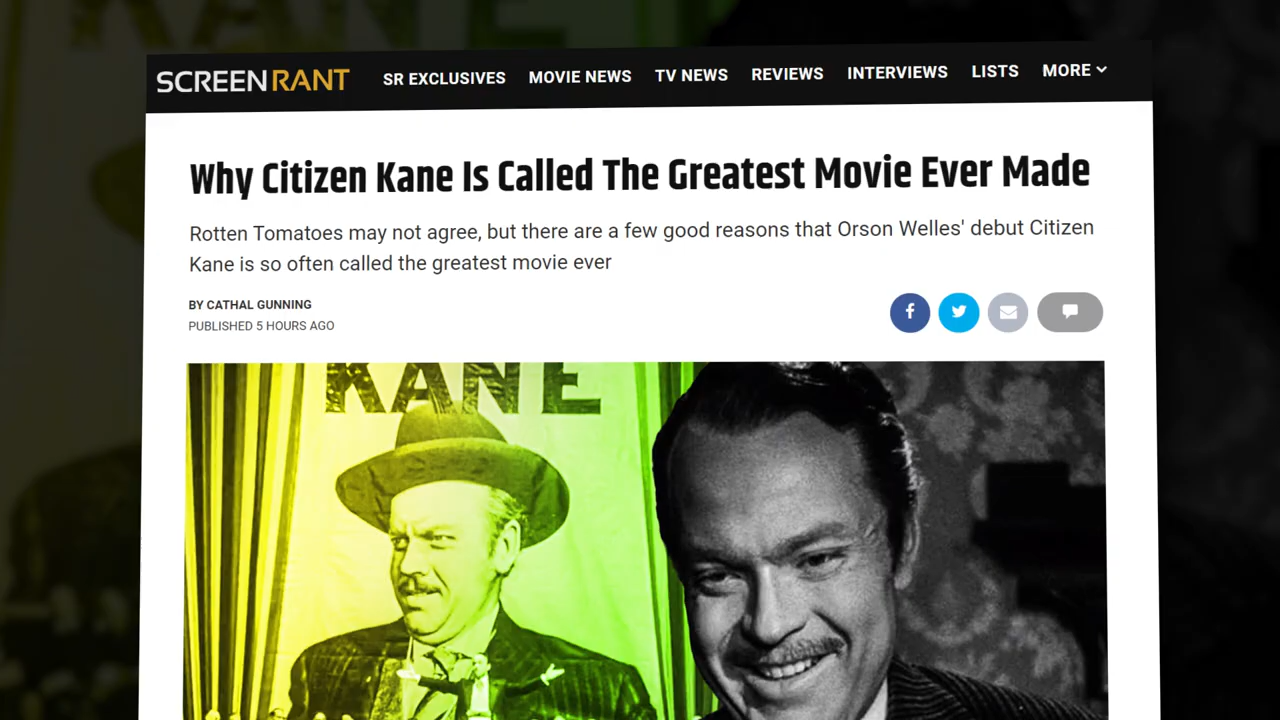 SCREENRANT SR EXCLUSIVES MOVIE NEWS TV NEWS REVIEWS INTERVIEWS LISTS MORE
Why Citizen Kane Is Called The Greatest Movie Ever Made
Rotten Tomatoes may not agree, but there are a few good reasons that Orson Welles' debut Citizen
Kane is so often called the greatest movie ever
BY CATHAL GUNNING
PUBLISHED 5 HOURS AGO
KANE